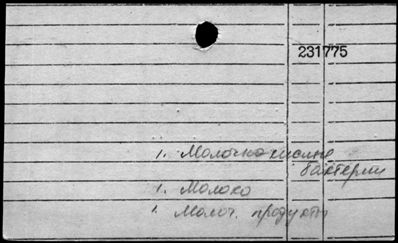 231775
1. Молочнокислые
бактерии
1. Молоко
1. Молоч. продукты